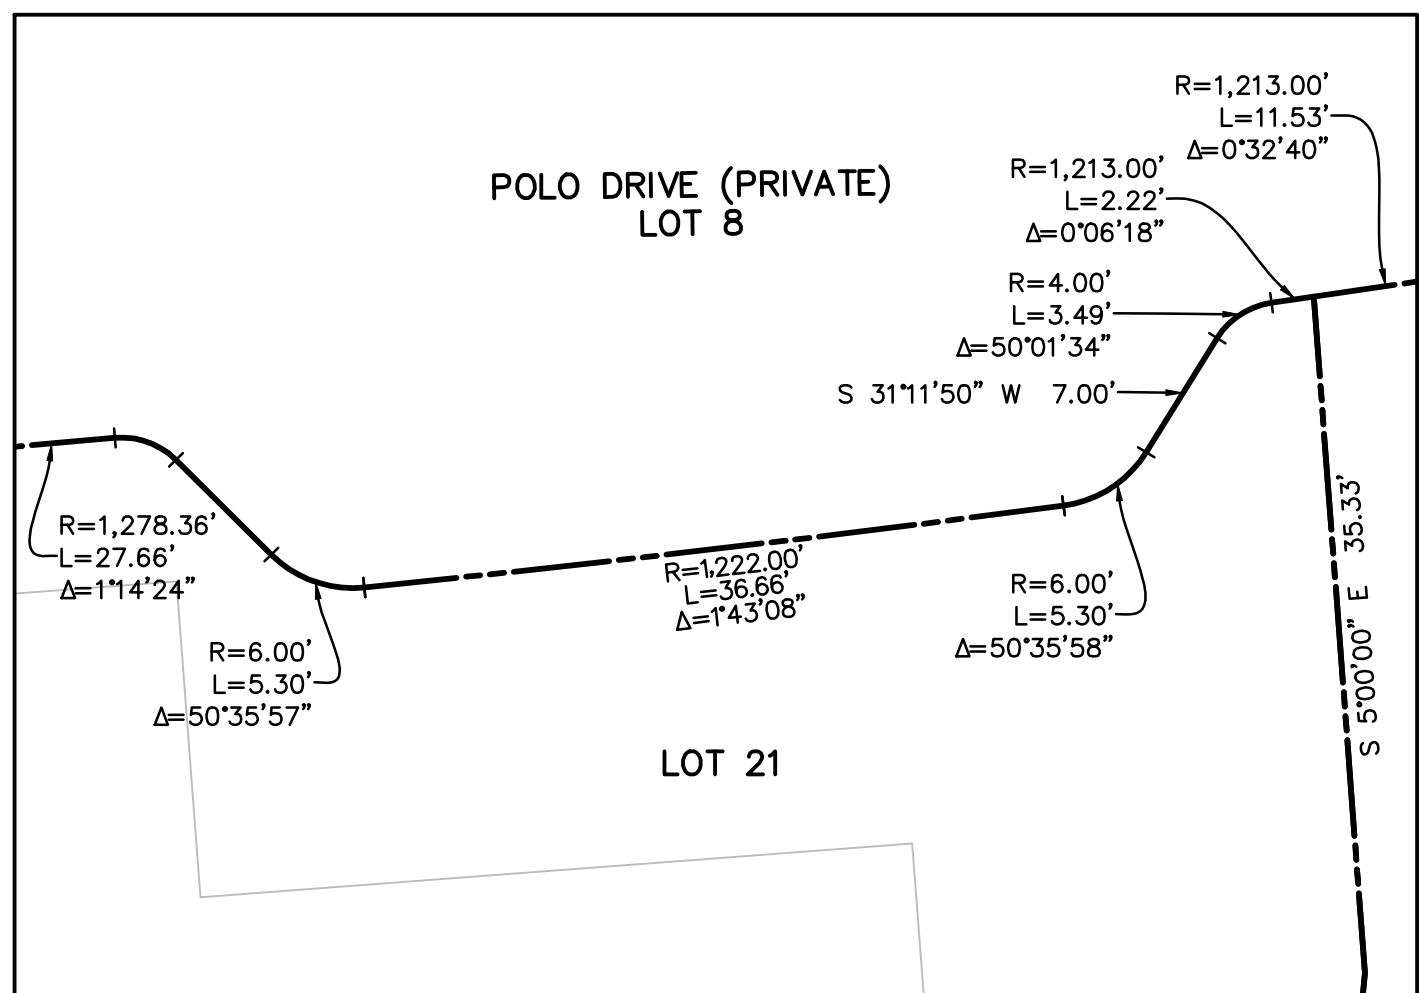 R=1,213.00'
L=11.53'
Δ=0°32'40"
R=1,213.00'
L=2.22'
Δ=0°06'18"
POLO DRIVE (PRIVATE)
LOT 8
R=4.00'
L=3.49'
Δ=50°01'34"
S 31°11'50" W 7.00'
R=1,278.36'
L=27.66'
Δ=1°14'24"
R=1,222.00'
L=36.66'
Δ=1°43'08"
R=6.00'
L=5.30'
Δ=50°35'58"
S 5°00'00" E 35.33'
R=6.00'
L=5.30'
Δ=50°35'57"
LOT 21